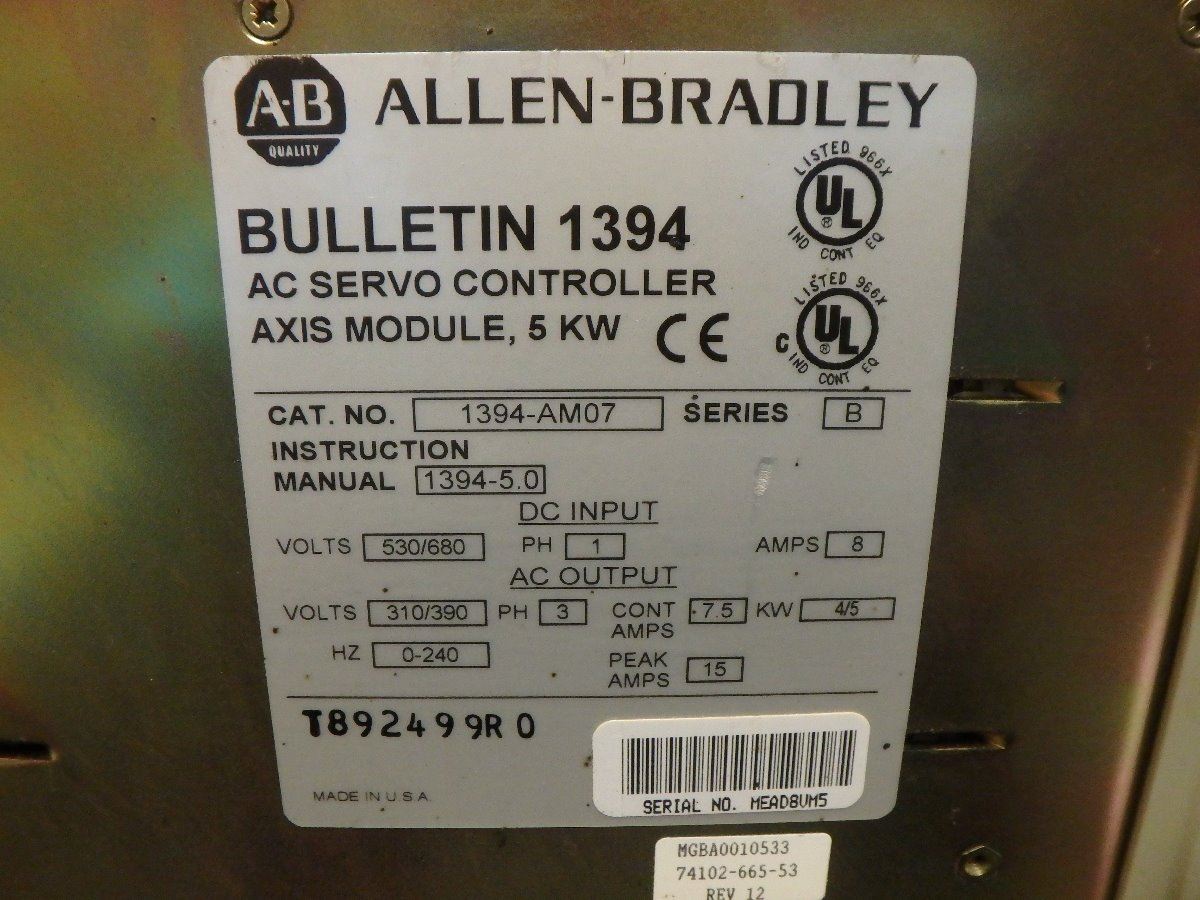 A-B
QUALITY
ALLEN-BRADLEY
LISTED 966X
UL
®
IND CONT EQ
BULLETIN 1394
AC SERVO CONTROLLER
AXIS MODULE, 5 KW
CE
LISTED 966X
C UL
®
IND CONT EQ
CAT. NO. 1394-AM07 SERIES B
INSTRUCTION
MANUAL 1394-5.0
DC INPUT
VOLTS 530/680 PH 1 AMPS 8
AC OUTPUT
VOLTS 310/390 PH 3 CONT AMPS 7.5 KW 4/5
HZ 0-240 PEAK AMPS 15
T892499R0
MADE IN U.S.A.
SERIAL NO. MEAD8VM5
MGBA0010533
74102-665-53
REV 12